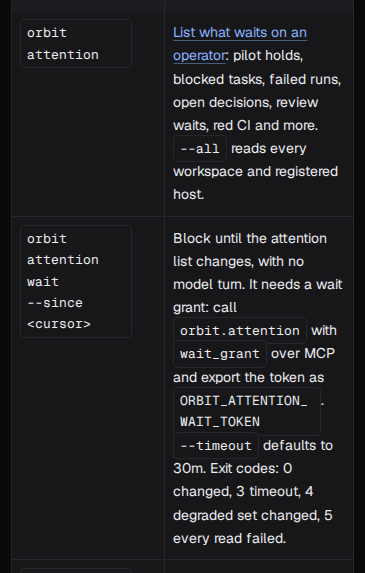 orbit
attention
List what waits on an
operator: pilot holds,
blocked tasks, failed runs,
open decisions, review
waits, red CI and more.
--all reads every
workspace and registered
host.
orbit
attention
wait
--since
<cursor>
Block until the attention
list changes, with no
model turn. It needs a wait
grant: call
orbit.attention with
wait_grant over MCP
and export the token as
ORBIT_ATTENTION_
WAIT_TOKEN.
--timeout defaults to
30m. Exit codes: 0
changed, 3 timeout, 4
degraded set changed, 5
every read failed.